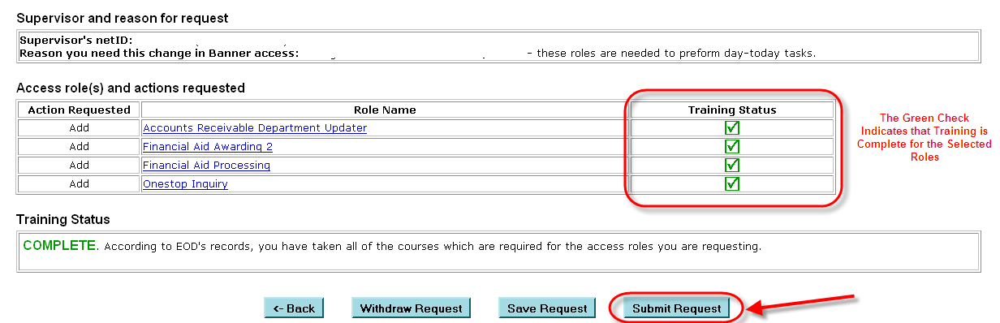 Supervisor and reason for request
Supervisor's netID:
Reason you need this change in Banner access: - these roles are needed to preform day-today tasks.
Access role(s) and actions requested
Action Requested Role Name Training Status
Add Accounts Receivable Department Updater
Add Financial Aid Awarding 2
Add Financial Aid Processing
Add Onestop Inquiry
The Green Check
Indicates that Training is
Complete for the Selected
Roles
Training Status
COMPLETE. According to EOD's records, you have taken all of the courses which are required for the access roles you are requesting.
<- Back Withdraw Request Save Request Submit Request